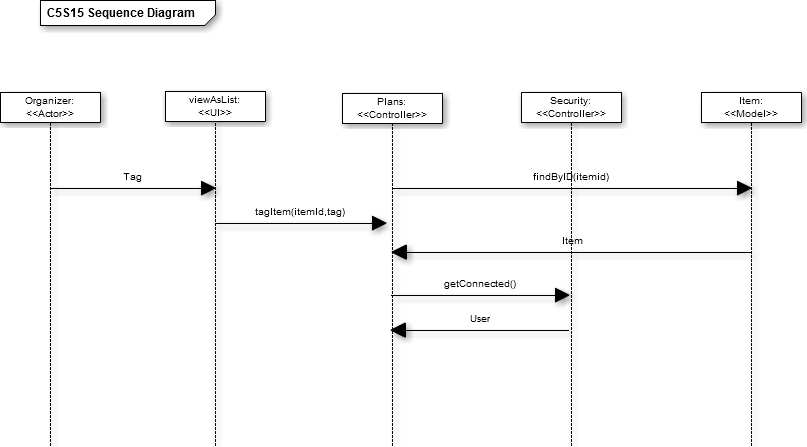 C5S15 Sequence Diagram
Organizer:
<<Actor>>
viewAsList:
<<UI>>
Plans:
<<Controller>>
Security:
<<Controller>>
Item:
<<Model>>
Tag
findByID(itemid)
tagItem(itemId,tag)
Item
getConnected()
User